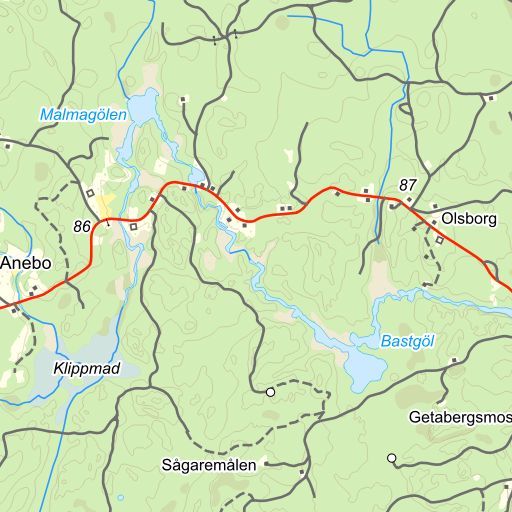 Malmagölen
87
Olsborg
86
Anebo
Bastgöl
Klippmad
Getabergsmos
Sågaremålen